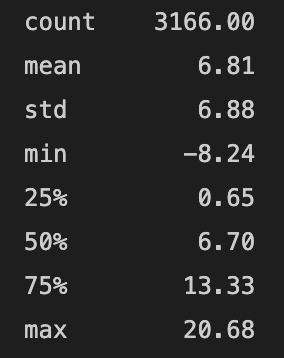 count 3166.00
mean 6.81
std 6.88
min -8.24
25% 0.65
50% 6.70
75% 13.33
max 20.68